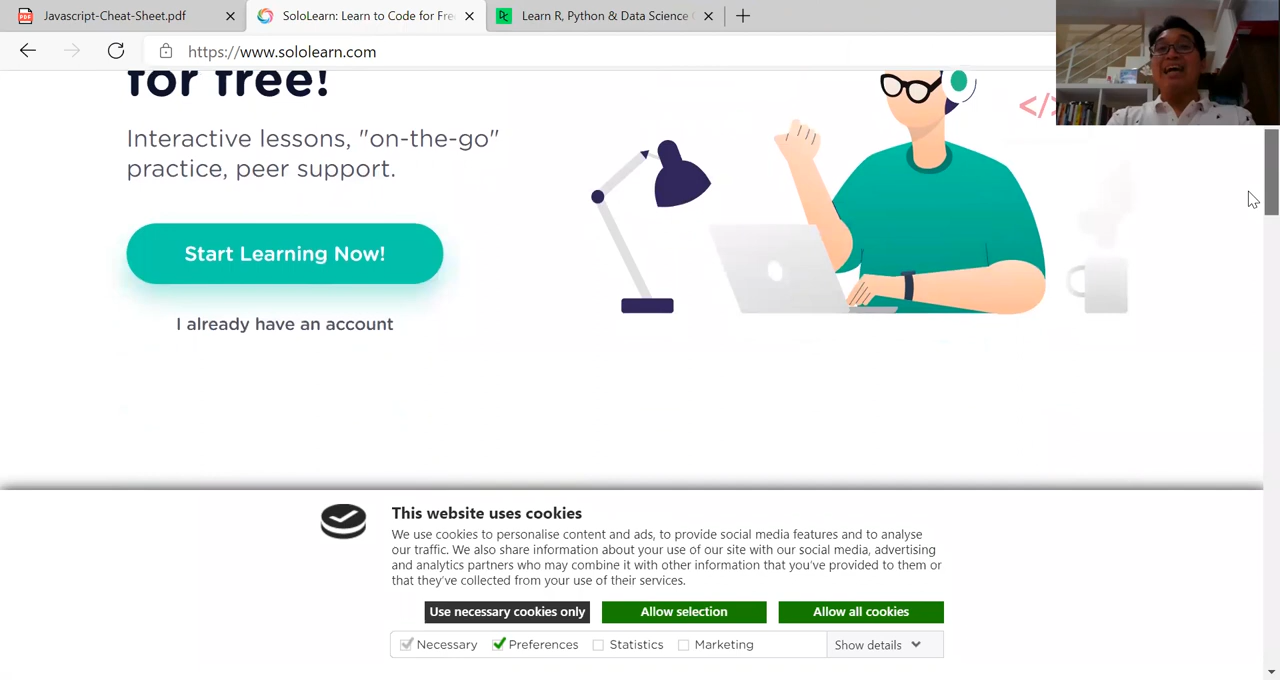 Javascript-Cheat-Sheet.pdf
SoloLearn: Learn to Code for Fre
Learn R, Python & Data Science
https://www.sololearn.com
for free!
Interactive lessons, "on-the-go"
practice, peer support.
</>
Start Learning Now!
I already have an account
This website uses cookies
We use cookies to personalise content and ads, to provide social media features and to analyse
our traffic. We also share information about your use of our site with our social media, advertising
and analytics partners who may combine it with other information that you've provided to them or
that they've collected from your use of their services.
Use necessary cookies only
Allow selection
Allow all cookies
Necessary
Preferences
Statistics
Marketing
Show details